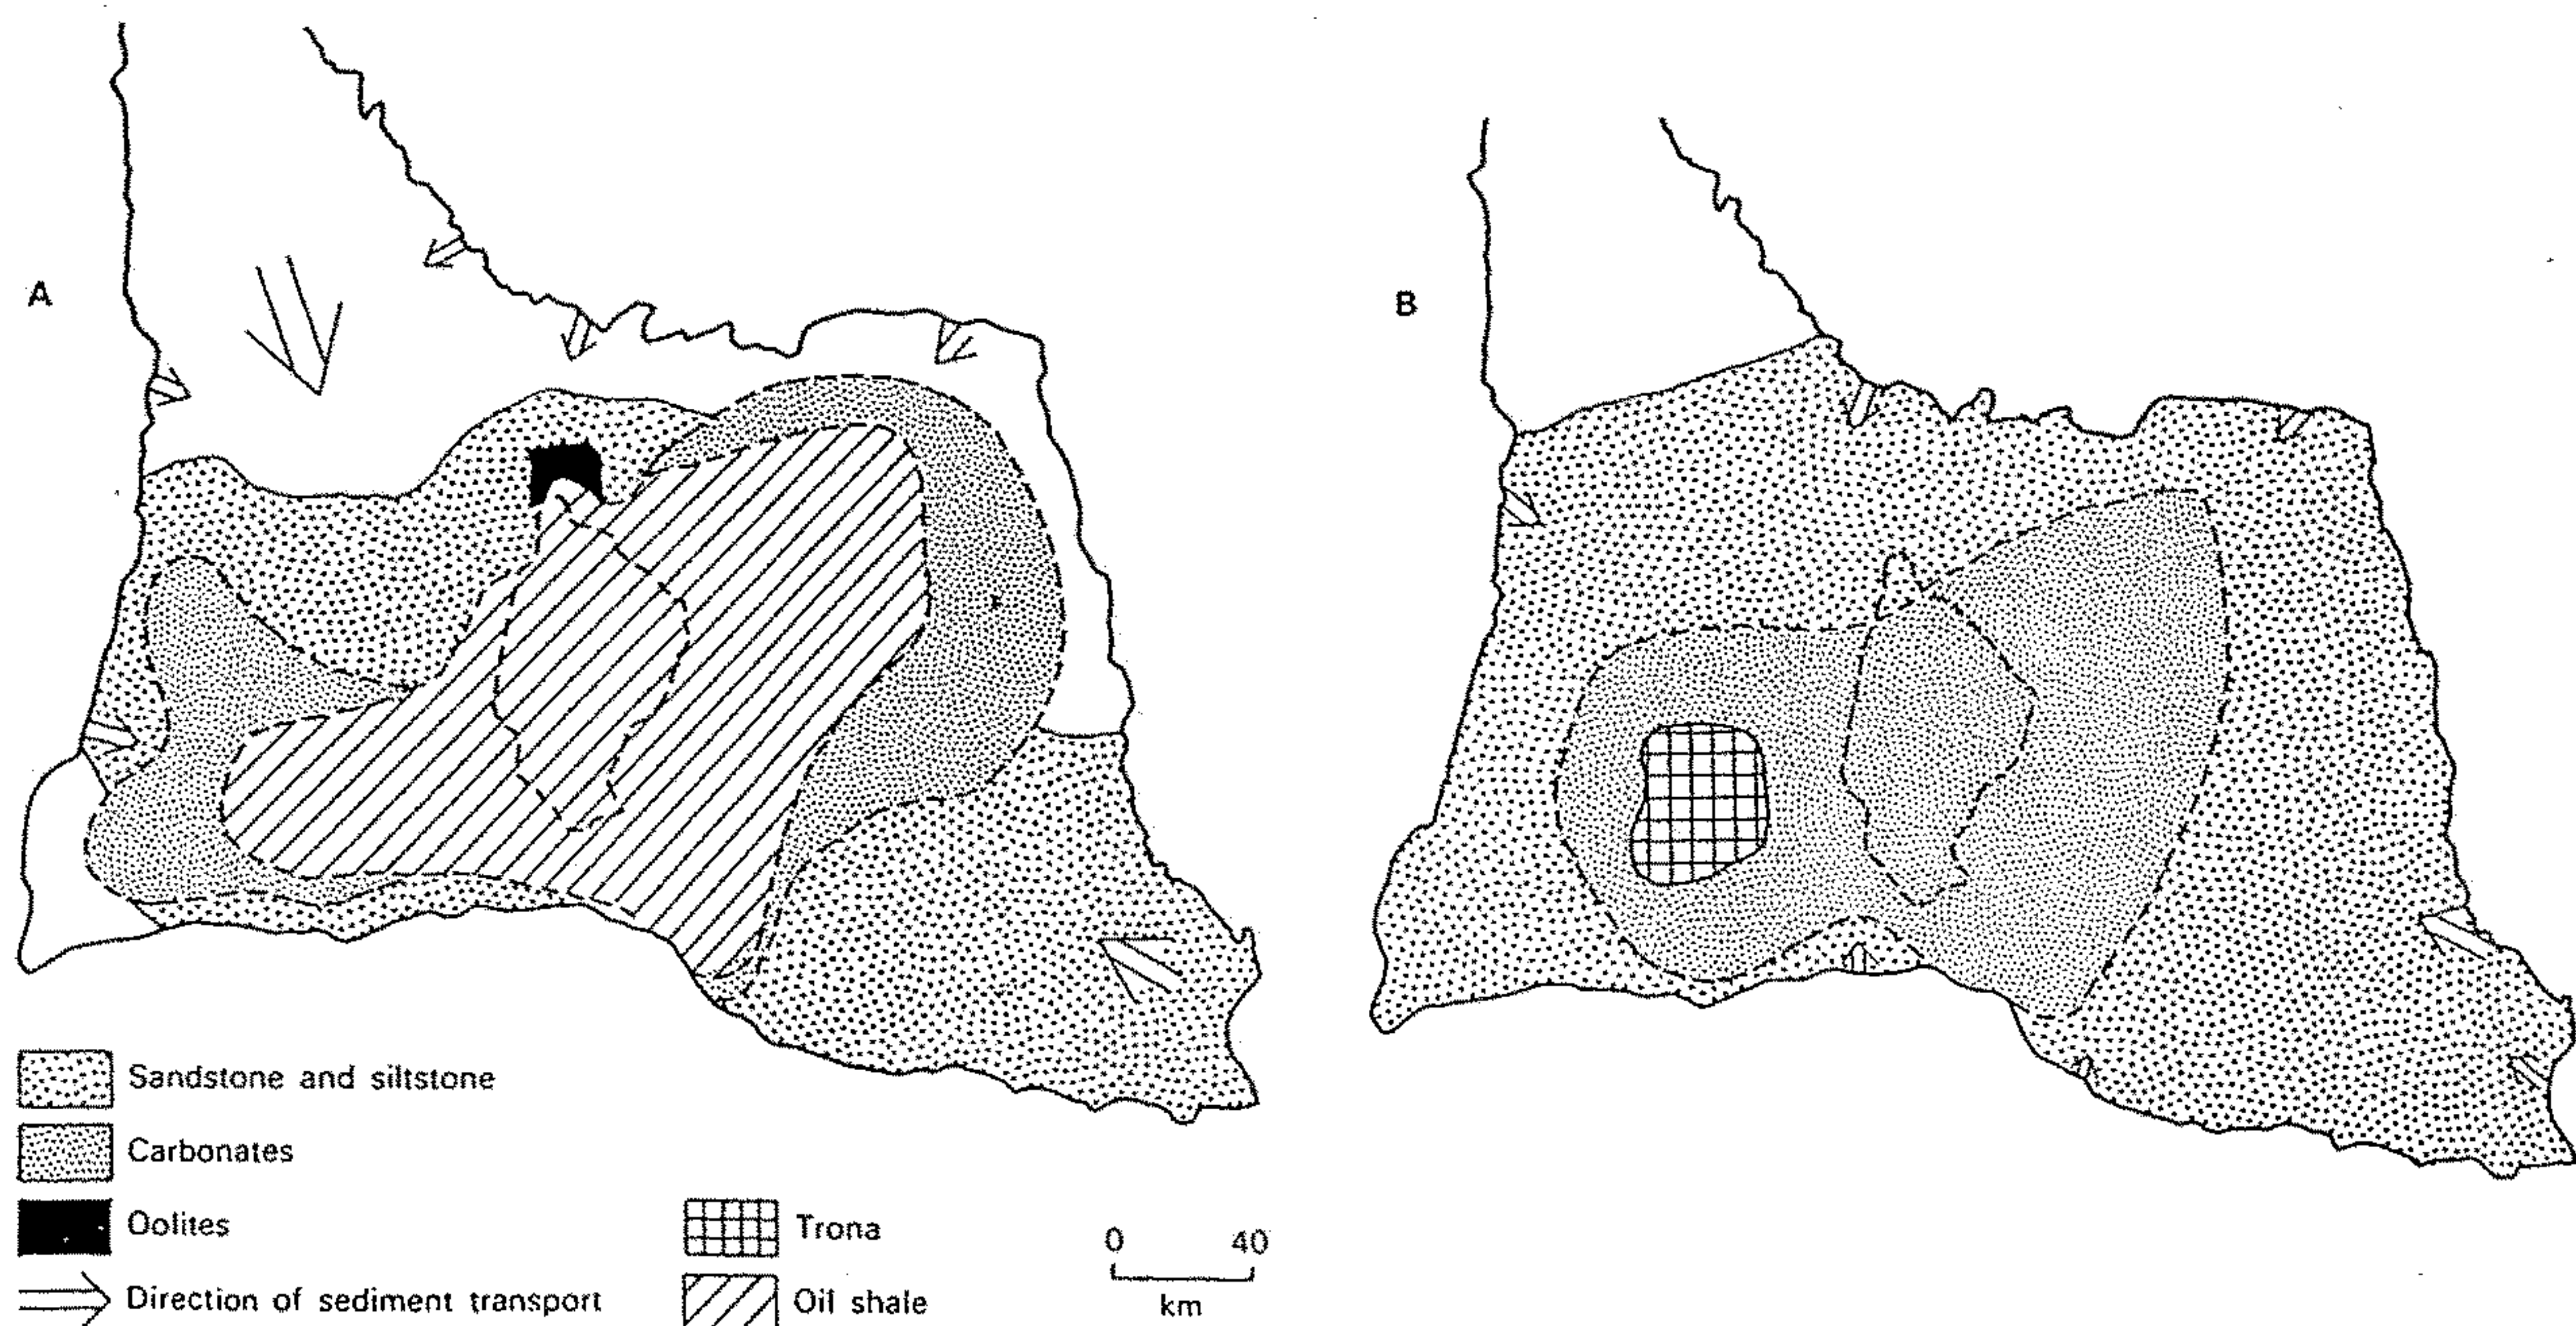 A
B
Sandstone and siltstone
Carbonates
Oolites
Direction of sediment transport
Trona
Oil shale
0 40
km